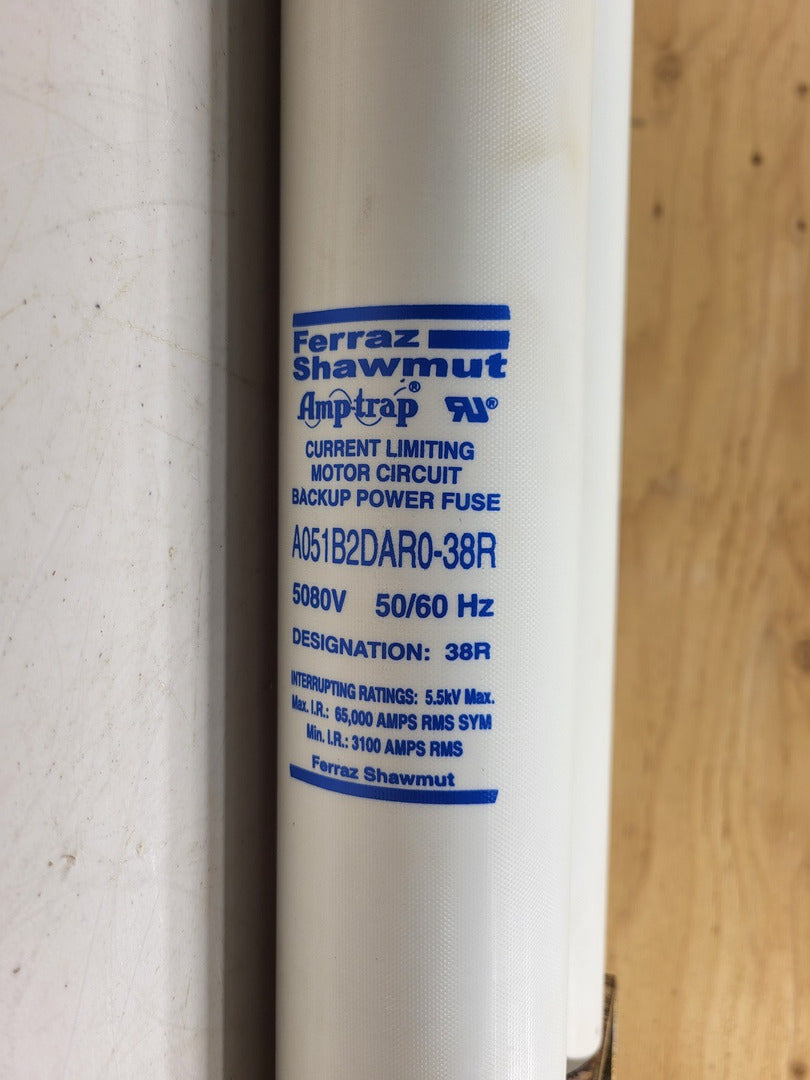 Ferraz
Shawmut
Amp-trap® RU®
CURRENT LIMITING
MOTOR CIRCUIT
BACKUP POWER FUSE
A051B2DAR0-38R
5080V 50/60 Hz
DESIGNATION: 38R
INTERRUPTING RATINGS: 5.5kV Max.
Max. I.R.: 65,000 AMPS RMS SYM
Min. I.R.: 3100 AMPS RMS
Ferraz Shawmut